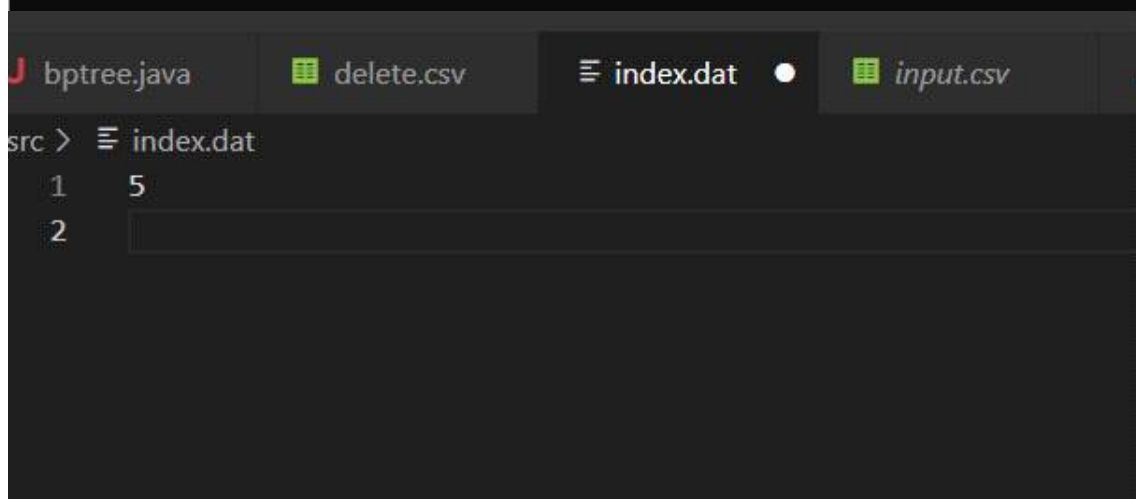 J bptree.java delete.csv index.dat input.csv
src > index.dat
1 5
2